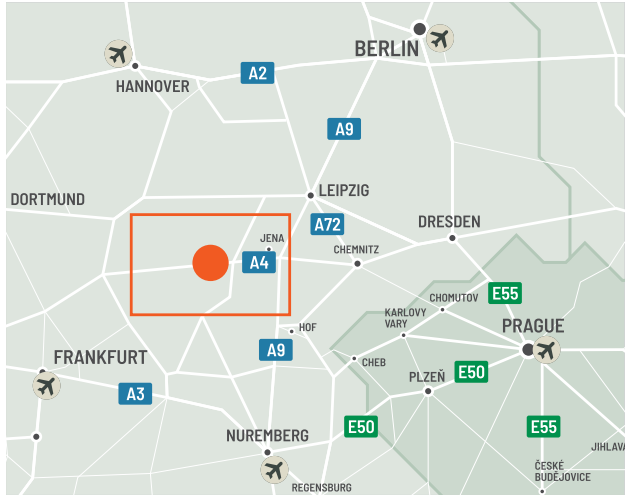 BERLIN
HANNOVER
A2
A9
DORTMUND
LEIPZIG
A72
DRESDEN
JENA
CHEMNITZ
A4
E55
CHOMUTOV
KARLOVY
VARY
PRAGUE
HOF
A9
CHEB
FRANKFURT
PLZEŇ
E50
A3
E50
E55
NUREMBERG
JIHLAVA
ČESKÉ
BUDĚJOVICE
REGENSBURG